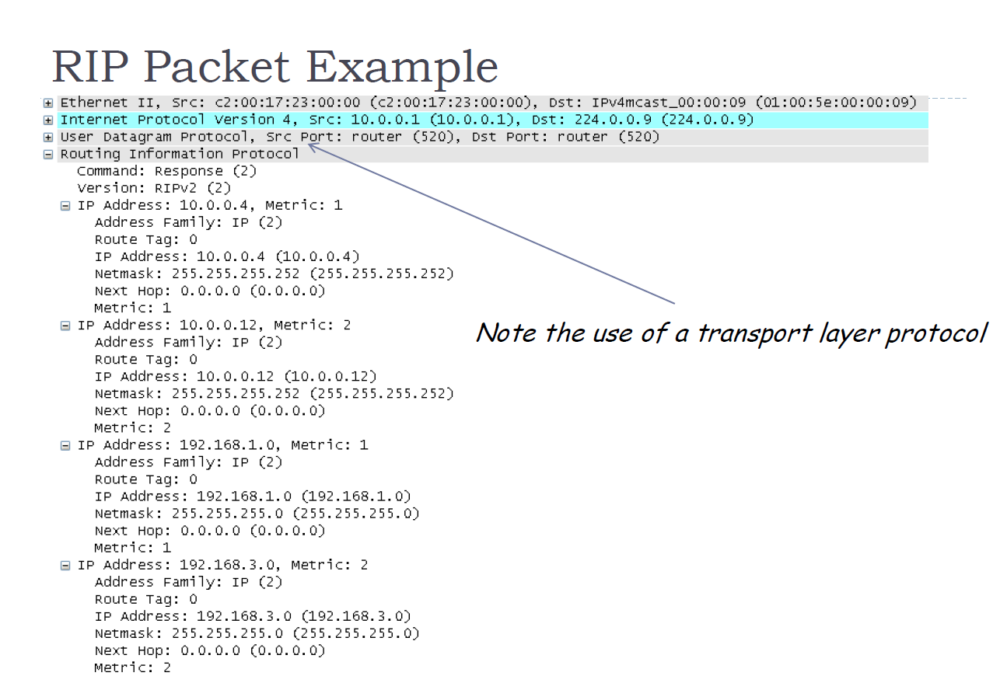 RIP Packet Example
Ethernet II, Src: c2:00:17:23:00:00 (c2:00:17:23:00:00), Dst: IPv4mcast_00:00:09 (01:00:5e:00:00:09)
Internet Protocol Version 4, Src: 10.0.0.1 (10.0.0.1), Dst: 224.0.0.9 (224.0.0.9)
User Datagram Protocol, Src Port: router (520), Dst Port: router (520)
Routing Information Protocol
Command: Response (2)
Version: RIPv2 (2)
IP Address: 10.0.0.4, Metric: 1
Address Family: IP (2)
Route Tag: 0
IP Address: 10.0.0.4 (10.0.0.4)
Netmask: 255.255.255.252 (255.255.255.252)
Next Hop: 0.0.0.0 (0.0.0.0)
Metric: 1
IP Address: 10.0.0.12, Metric: 2
Address Family: IP (2)
Route Tag: 0
IP Address: 10.0.0.12 (10.0.0.12)
Netmask: 255.255.255.252 (255.255.255.252)
Next Hop: 0.0.0.0 (0.0.0.0)
Metric: 2
IP Address: 192.168.1.0, Metric: 1
Address Family: IP (2)
Route Tag: 0
IP Address: 192.168.1.0 (192.168.1.0)
Netmask: 255.255.255.0 (255.255.255.0)
Next Hop: 0.0.0.0 (0.0.0.0)
Metric: 1
IP Address: 192.168.3.0, Metric: 2
Address Family: IP (2)
Route Tag: 0
IP Address: 192.168.3.0 (192.168.3.0)
Netmask: 255.255.255.0 (255.255.255.0)
Next Hop: 0.0.0.0 (0.0.0.0)
Metric: 2
Note the use of a transport layer protocol